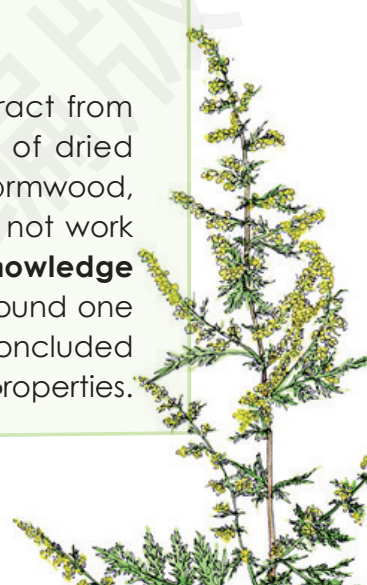 ract from
of dried
ormwood,
not work
nowledge
ound one
oncluded
properties.